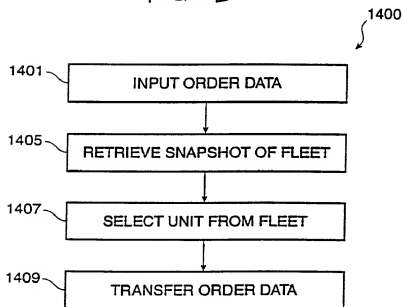 1400
1401 INPUT ORDER DATA
1405 RETRIEVE SNAPSHOT OF FLEET
1407 SELECT UNIT FROM FLEET
1409 TRANSFER ORDER DATA